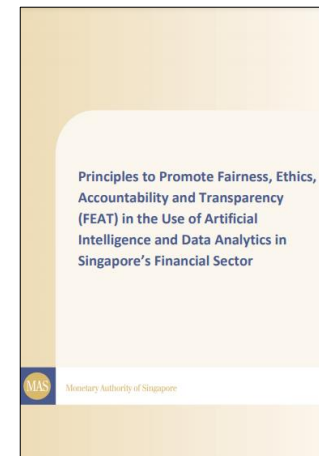 Principles to Promote Fairness, Ethics,
Accountability and Transparency
(FEAT) in the Use of Artificial
Intelligence and Data Analytics in
Singapore's Financial Sector
MAS
Monetary Authority of Singapore